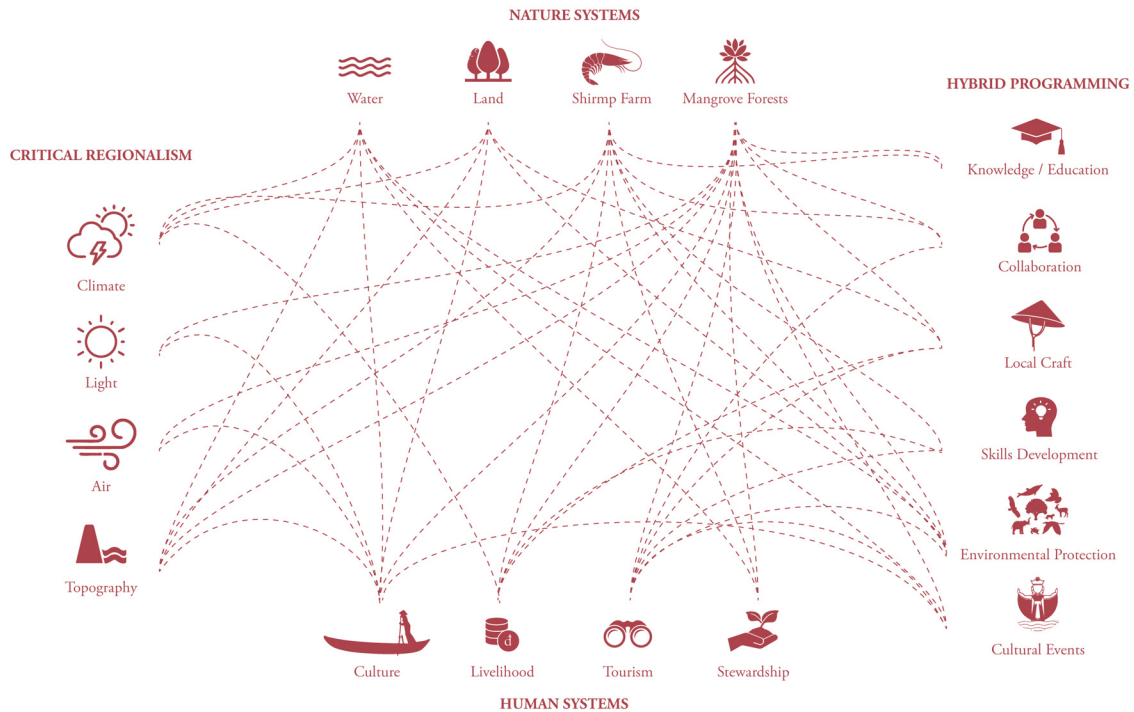 NATURE SYSTEMS
Water
Land
Shirmp Farm
Mangrove Forests
CRITICAL REGIONALISM
Climate
Light
Air
Topography
HYBRID PROGRAMMING
Knowledge / Education
Collaboration
Local Craft
Skills Development
Environmental Protection
Cultural Events
đ
Culture
Livelihood
Tourism
Stewardship
HUMAN SYSTEMS